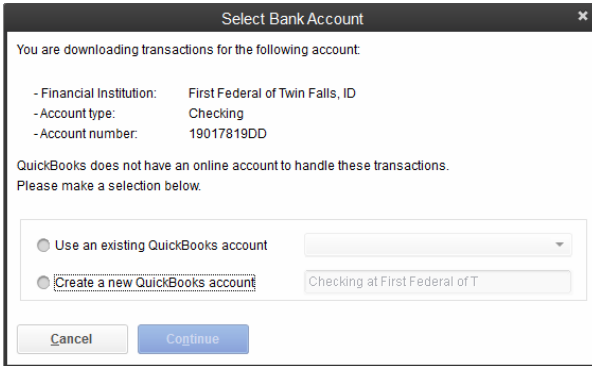 Select Bank Account
You are downloading transactions for the following account:
- Financial Institution: First Federal of Twin Falls, ID
- Account type: Checking
- Account number: 19017819DD
QuickBooks does not have an online account to handle these transactions.
Please make a selection below.
Use an existing QuickBooks account
Create a new QuickBooks account Checking at First Federal of T
Cancel Continue